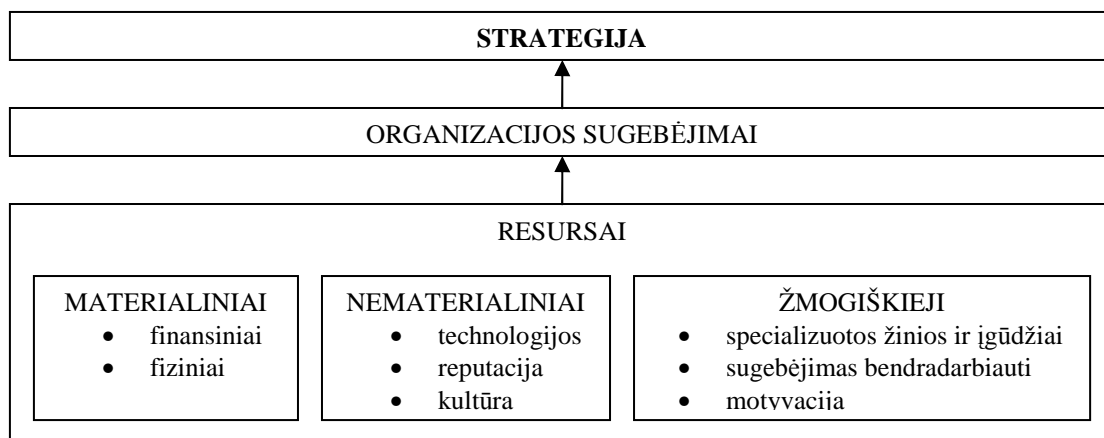 STRATEGIJA
ORGANIZACIJOS SUGEBĖJIMAI
RESURSAI
MATERIALINIAI
• finansiniai
• fiziniai
NEMATERIALINIAI
• technologijos
• reputacija
• kultūra
ŽMOGIŠKIEJI
• specializuotos žinios ir įgūdžiai
• sugebėjimas bendradarbiauti
• motyvacija